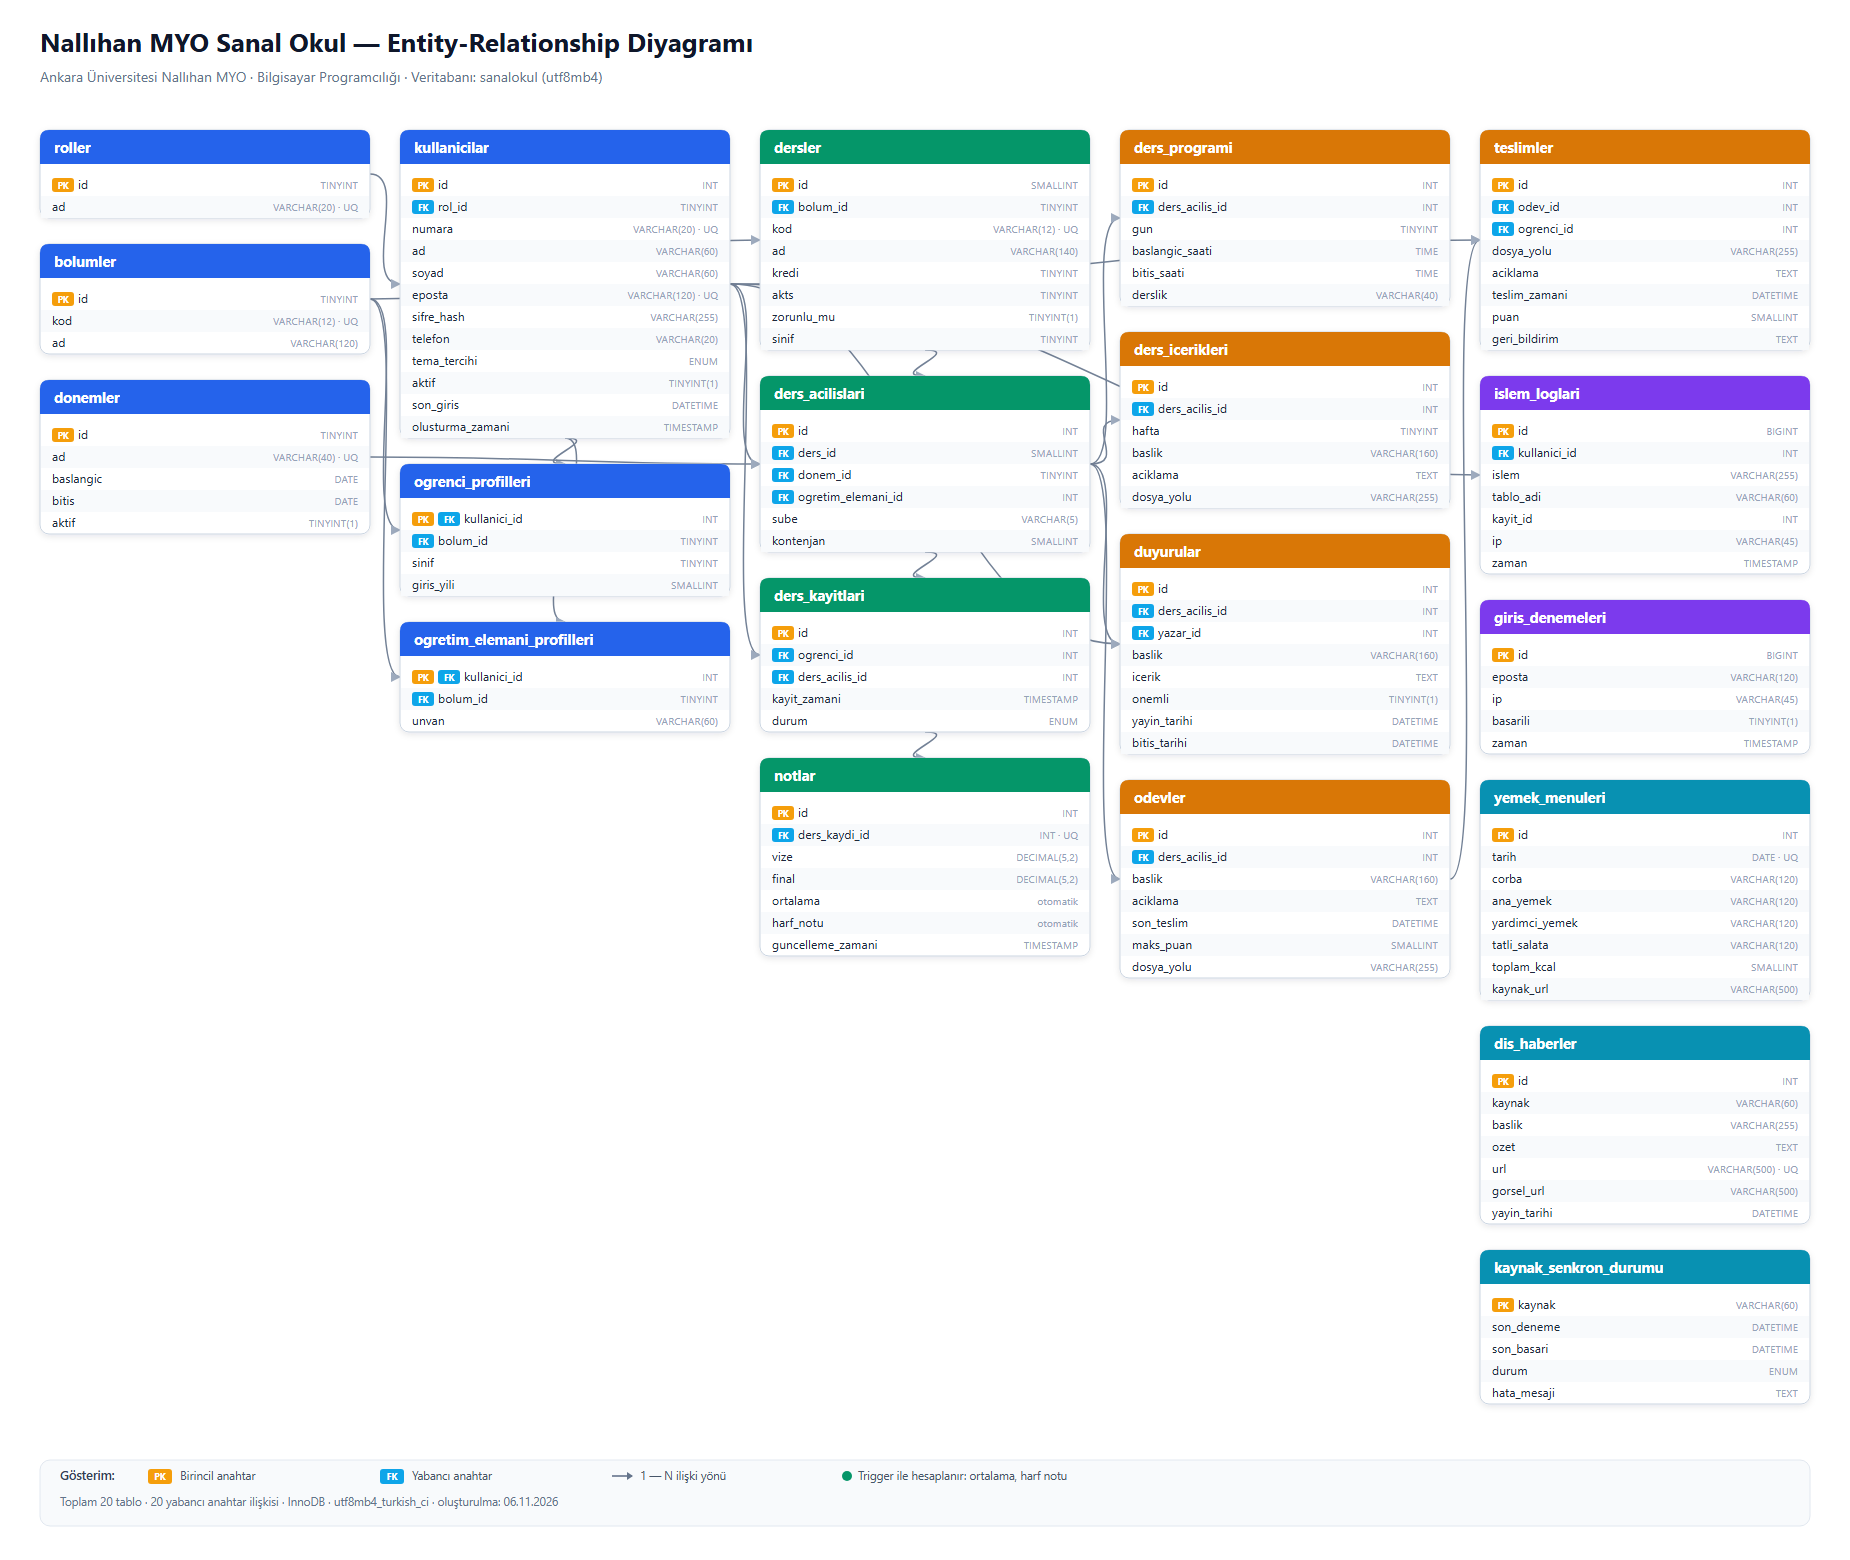 Nallıhan MYO Sanal Okul — Entity-Relationship Diyagramı
Ankara Üniversitesi Nallıhan MYO · Bilgisayar Programcılığı · Veritabanı: sanalokul (utf8mb4)
roller
PK id TINYINT
ad VARCHAR(20) · UQ
bolumler
PK id TINYINT
kod VARCHAR(12) · UQ
ad VARCHAR(120)
donemler
PK id TINYINT
ad VARCHAR(40) · UQ
baslangic DATE
bitis DATE
aktif TINYINT(1)
kullanicilar
PK id INT
FK rol_id TINYINT
numara VARCHAR(20) · UQ
ad VARCHAR(60)
soyad VARCHAR(60)
eposta VARCHAR(120) · UQ
sifre_hash VARCHAR(255)
telefon VARCHAR(20)
tema_tercihi ENUM
aktif TINYINT(1)
son_giris DATETIME
olusturma_zamani TIMESTAMP
ogrenci_profilleri
PK FK kullanici_id INT
FK bolum_id TINYINT
sinif TINYINT
giris_yili SMALLINT
ogretim_elemani_profilleri
PK FK kullanici_id INT
FK bolum_id TINYINT
unvan VARCHAR(60)
dersler
PK id SMALLINT
FK bolum_id TINYINT
kod VARCHAR(12) · UQ
ad VARCHAR(140)
kredi TINYINT
akts TINYINT
zorunlu_mu TINYINT(1)
sinif TINYINT
ders_acilislari
PK id INT
FK ders_id SMALLINT
FK donem_id TINYINT
FK ogretim_elemani_id INT
sube VARCHAR(5)
kontenjan SMALLINT
ders_kayitlari
PK id INT
FK ogrenci_id INT
FK ders_acilis_id INT
kayit_zamani TIMESTAMP
durum ENUM
notlar
PK id INT
FK ders_kaydi_id INT · UQ
vize DECIMAL(5,2)
final DECIMAL(5,2)
ortalama otomatik
harf_notu otomatik
guncelleme_zamani TIMESTAMP
ders_programi
PK id INT
FK ders_acilis_id INT
gun TINYINT
baslangic_saati TIME
bitis_saati TIME
derslik VARCHAR(40)
ders_icerikleri
PK id INT
FK ders_acilis_id INT
hafta TINYINT
baslik VARCHAR(160)
aciklama TEXT
dosya_yolu VARCHAR(255)
duyurular
PK id INT
FK ders_acilis_id INT
FK yazar_id INT
baslik VARCHAR(160)
icerik TEXT
onemli TINYINT(1)
yayin_tarihi DATETIME
bitis_tarihi DATETIME
odevler
PK id INT
FK ders_acilis_id INT
baslik VARCHAR(160)
aciklama TEXT
son_teslim DATETIME
maks_puan SMALLINT
dosya_yolu VARCHAR(255)
teslimler
PK id INT
FK odev_id INT
FK ogrenci_id INT
dosya_yolu VARCHAR(255)
aciklama TEXT
teslim_zamani DATETIME
puan SMALLINT
geri_bildirim TEXT
islem_loglari
PK id BIGINT
FK kullanici_id INT
islem VARCHAR(255)
tablo_adi VARCHAR(60)
kayit_id INT
ip VARCHAR(45)
zaman TIMESTAMP
giris_denemeleri
PK id BIGINT
eposta VARCHAR(120)
ip VARCHAR(45)
basarili TINYINT(1)
zaman TIMESTAMP
yemek_menuleri
PK id INT
tarih DATE · UQ
corba VARCHAR(120)
ana_yemek VARCHAR(120)
yardimci_yemek VARCHAR(120)
tatli_salata VARCHAR(120)
toplam_kcal SMALLINT
kaynak_url VARCHAR(500)
dis_haberler
PK id INT
kaynak VARCHAR(60)
baslik VARCHAR(255)
ozet TEXT
url VARCHAR(500) · UQ
gorsel_url VARCHAR(500)
yayin_tarihi DATETIME
kaynak_senkron_durumu
PK kaynak VARCHAR(60)
son_deneme DATETIME
son_basari DATETIME
durum ENUM
hata_mesaji TEXT
Gösterim: PK Birincil anahtar FK Yabancı anahtar 1 — N ilişki yönü Trigger ile hesaplanır: ortalama, harf notu
Toplam 20 tablo · 20 yabancı anahtar ilişkisi · InnoDB · utf8mb4_turkish_ci · oluşturulma: 06.11.2026